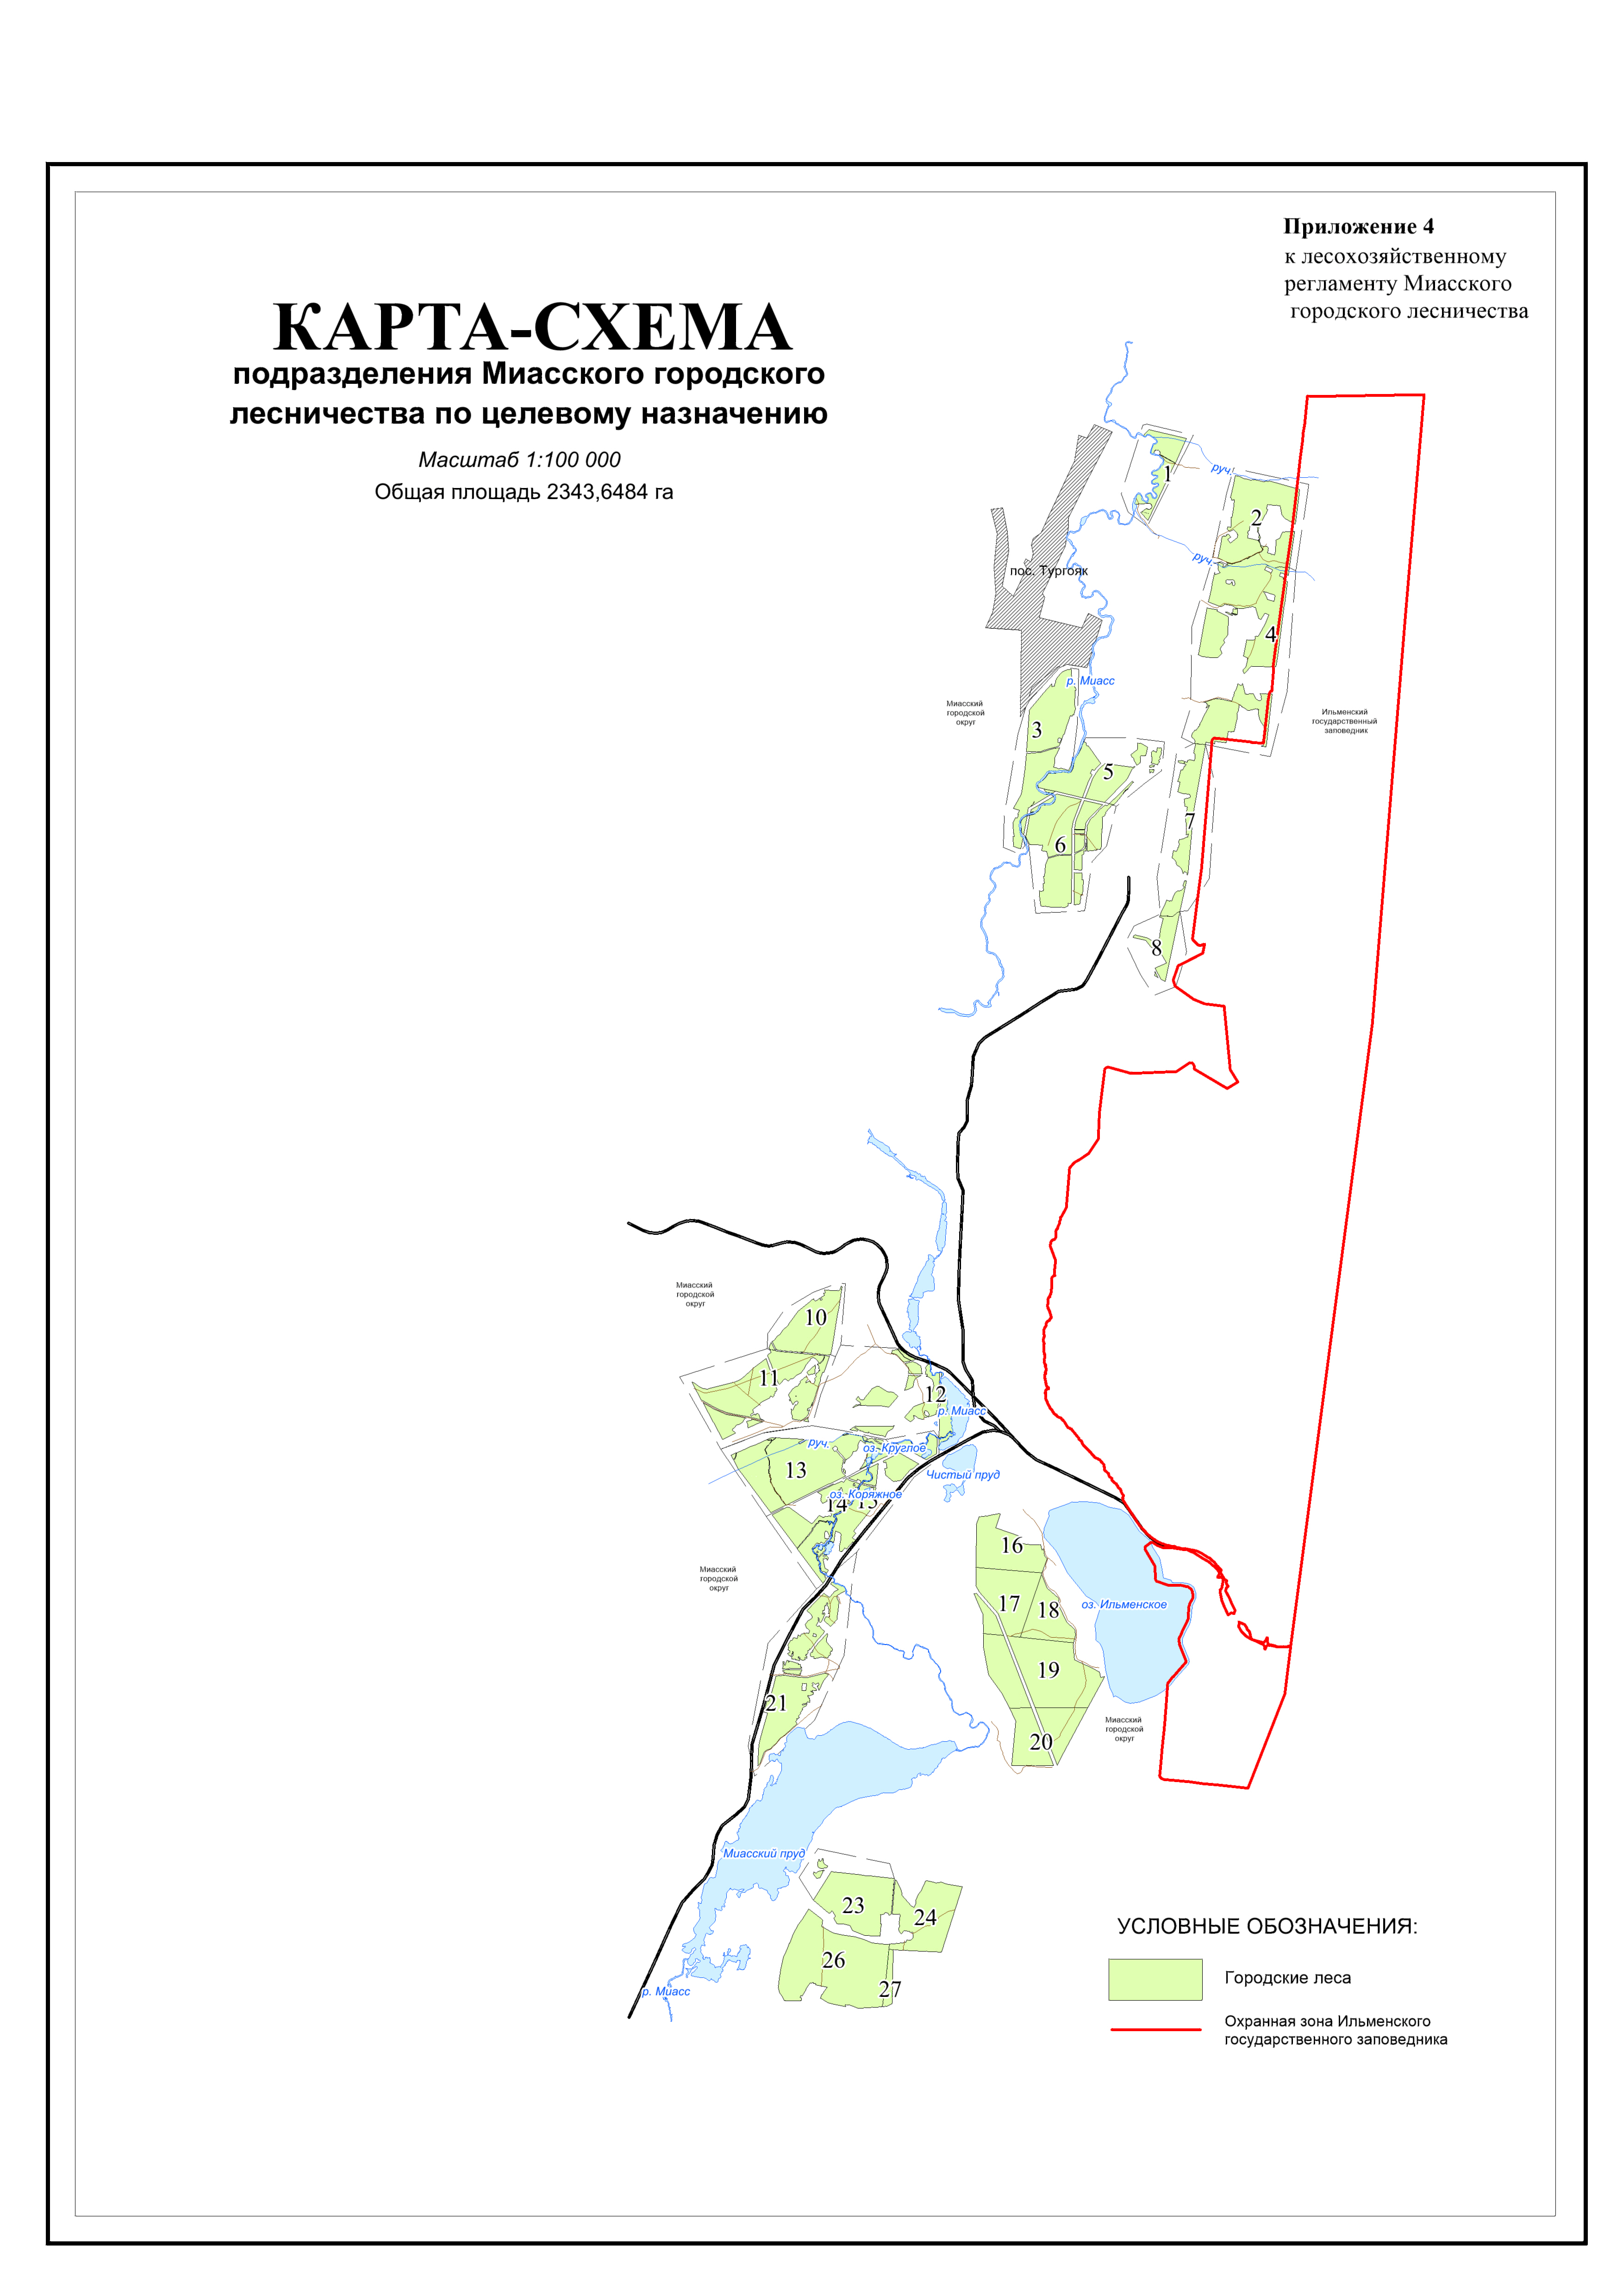 Приложение 4
к лесохозяйственному
регламенту Миасского
городского лесничества
КАРТА-СХЕМА
подразделения Миасского городского
лесничества по целевому назначению
Масштаб 1:100 000
Общая площадь 2343,6484 га
1
руч.
2
руч.
пос. Тургояк
4
р. Миасс
Миасский
городской
округ
Ильменский
государственный
заповедник
3
5
7
6
8
Миасский
городской
округ
10
11
12
р. Миасс
руч.
оз. Круглое
13
Чистый пруд
оз. Коряжное
14
15
16
Миасский
городской
округ
17
18
оз. Ильменское
19
21
Миасский
городской
округ
20
Миасский пруд
23
24
26
27
р. Миасс
УСЛОВНЫЕ ОБОЗНАЧЕНИЯ:
Городские леса
Охранная зона Ильменского
государственного заповедника